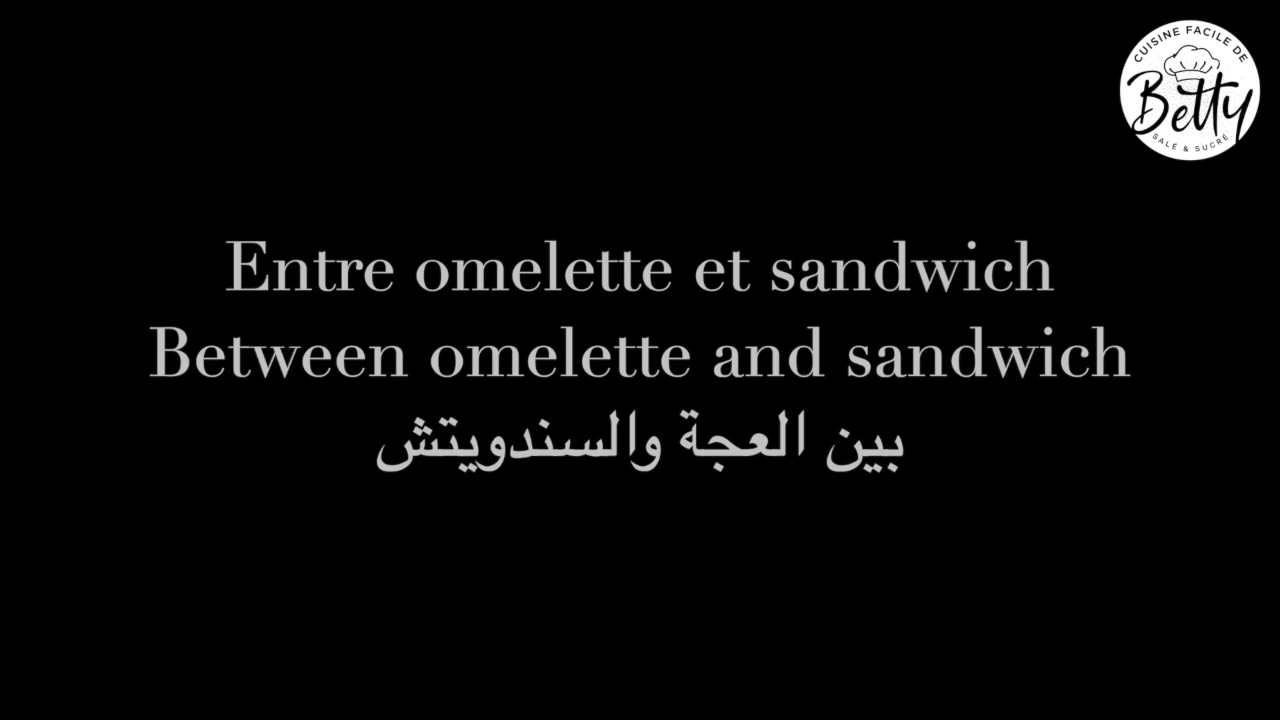 CUISINE FACILE DE
Betty
SALÉ & SUCRÉ
Entre omelette et sandwich
Between omelette and sandwich
بين العجة والسندويتش